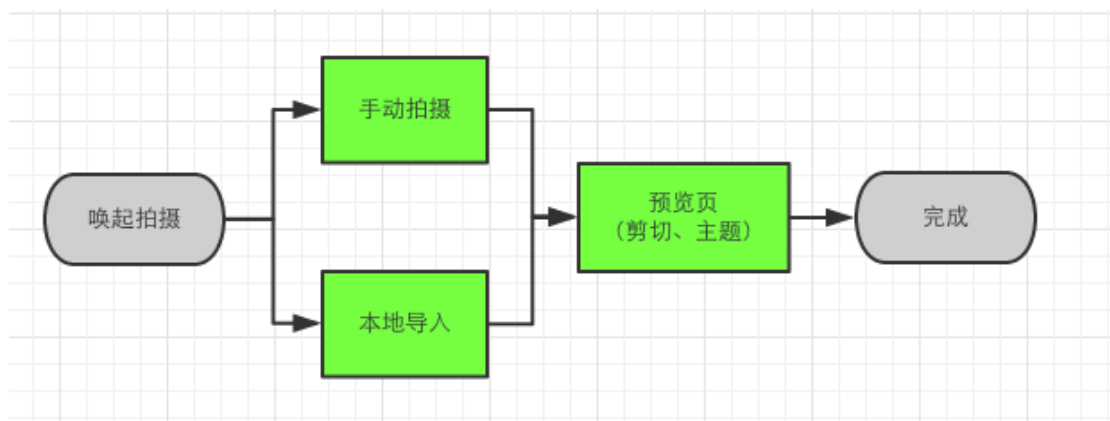 唤起拍摄
手动拍摄
本地导入
预览页
（剪切、主题）
完成